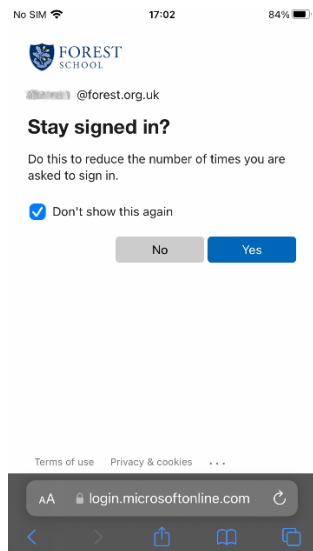 No SIM 17:02 84%
FOREST
SCHOOL
@forest.org.uk
Stay signed in?
Do this to reduce the number of times you are
asked to sign in.
Don't show this again
No Yes
Terms of use Privacy & cookies ...
AA login.microsoftonline.com